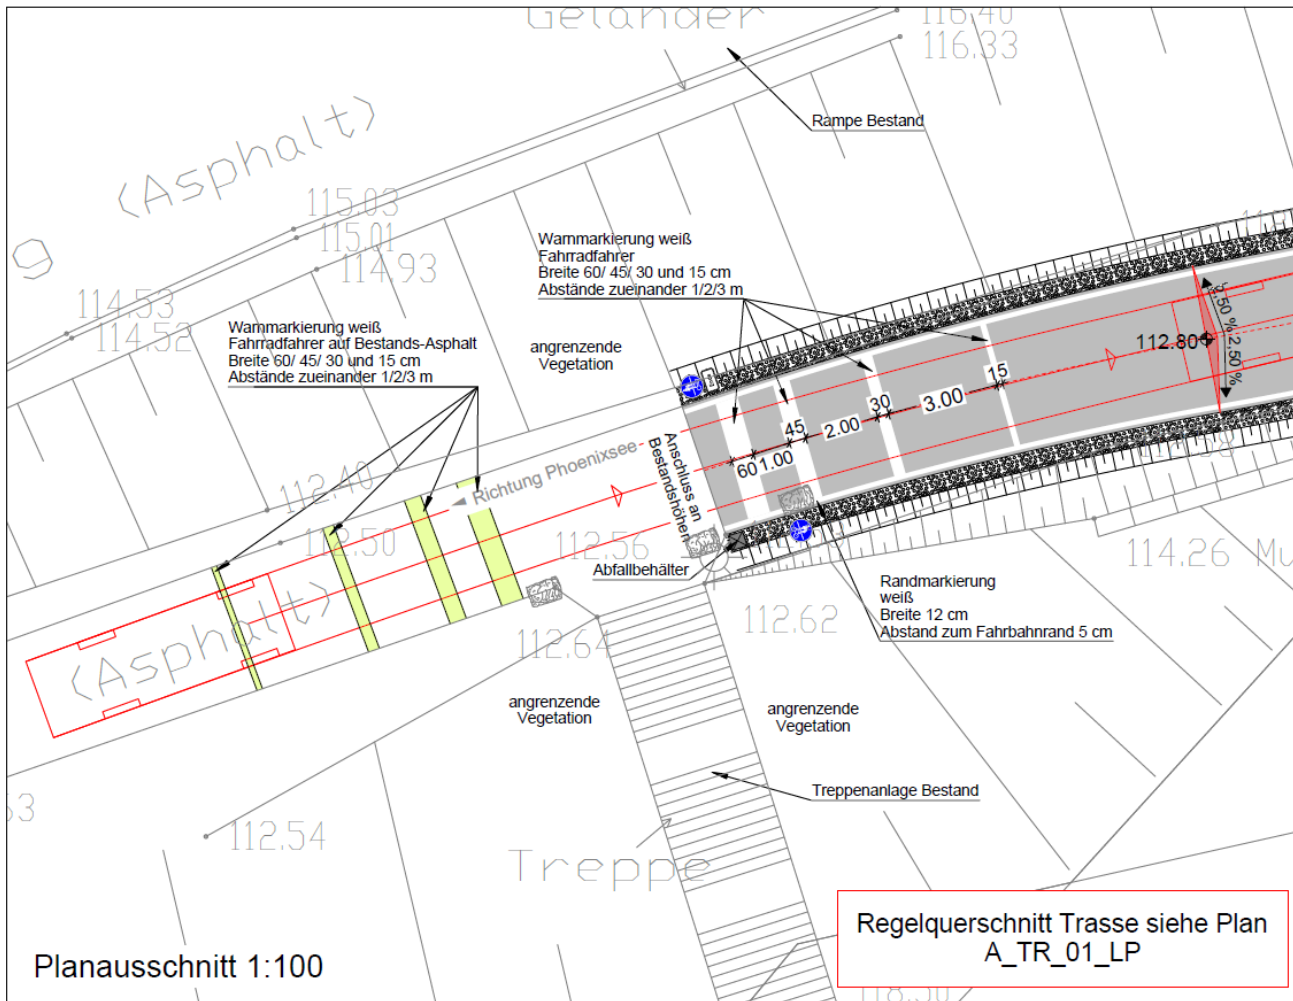 Geländer
116.40
116.33
Rampe Bestand
(Asphalt)
g
115.03
115.01
114.93
114.53
114.52
Warnmarkierung weiß
Fahrradfahrer
Breite 60/ 45/ 30 und 15 cm
Abstände zueinander 1/2/3 m
Warnmarkierung weiß
Fahrradfahrer auf Bestands-Asphalt
Breite 60/ 45/ 30 und 15 cm
Abstände zueinander 1/2/3 m
angrenzende
Vegetation
2,50 %
2,50 %
112.80
15
3.00
30
2.00
45
1.00
60
Anschluss an
Bestandshöhen
Richtung Phoenixsee
112.40
112.50
112.56
114.26 Mu
Abfallbehälter
Randmarkierung
weiß
Breite 12 cm
Abstand zum Fahrbahnrand 5 cm
112.62
112.64
(Asphalt)
angrenzende
Vegetation
angrenzende
Vegetation
Treppenanlage Bestand
63
112.54
Treppe
Regelquerschnitt Trasse siehe Plan
A_TR_01_LP
Planausschnitt 1:100
118.50